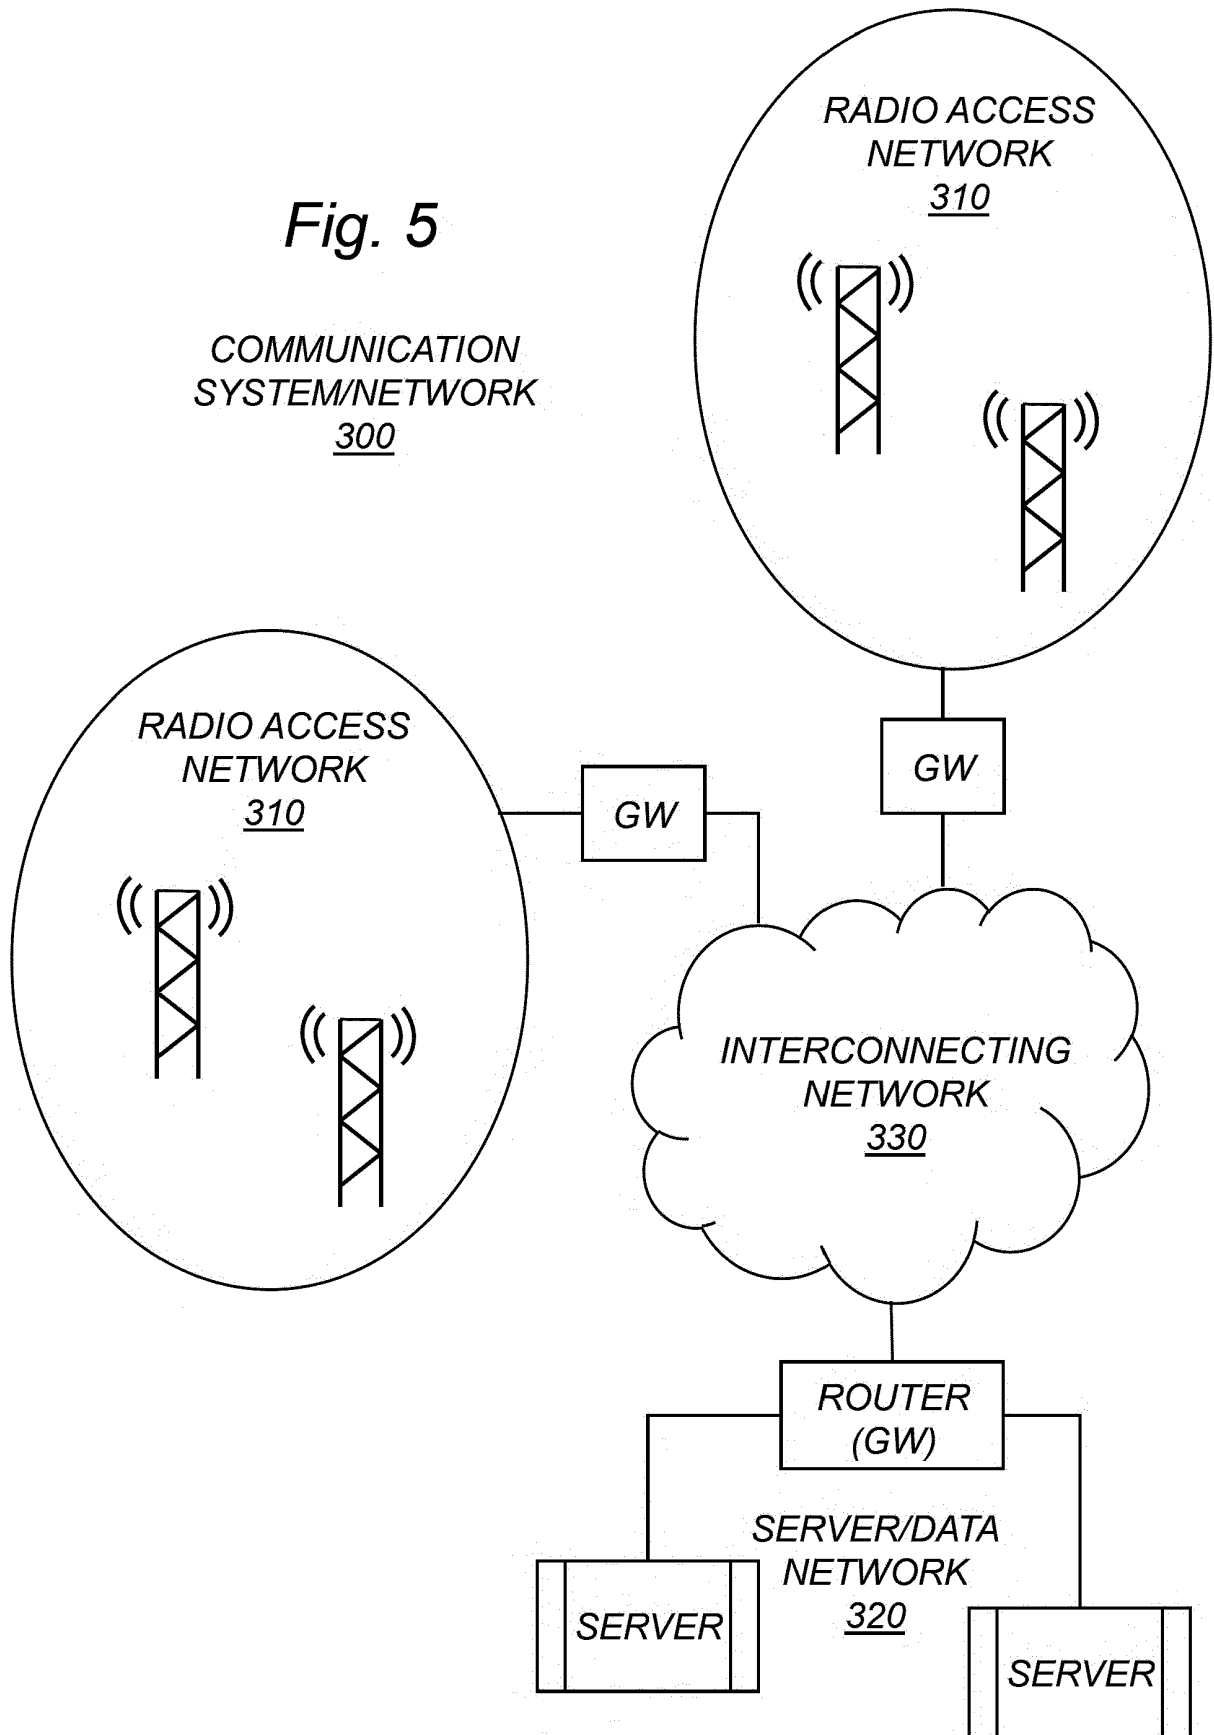 RADIO ACCESS
NETWORK
310
Fig. 5
COMMUNICATION
SYSTEM/NETWORK
300
RADIO ACCESS
NETWORK
310
GW
GW
INTERCONNECTING
NETWORK
330
ROUTER
(GW)
SERVER/DATA
NETWORK
320
SERVER
SERVER